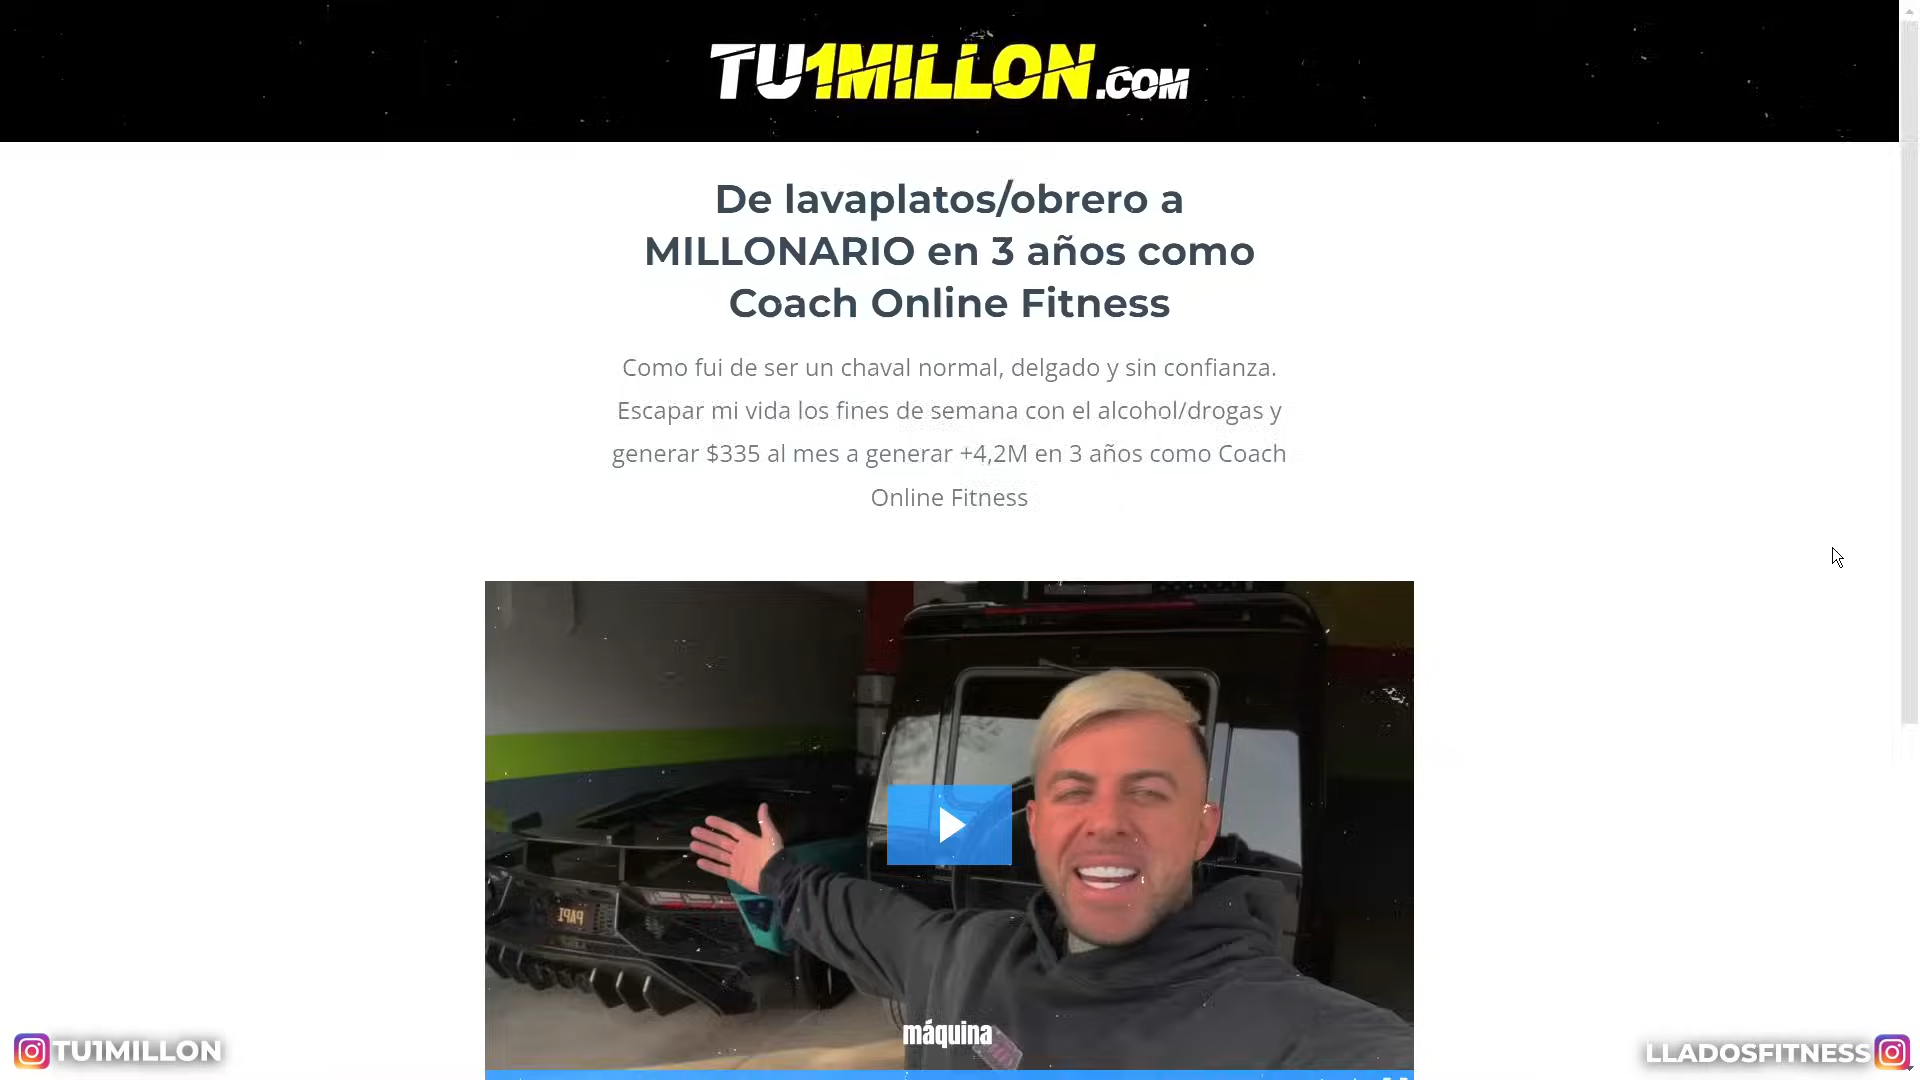 TU1MILLON.COM
De lavaplatos/obrero a
MILLONARIO en 3 años como
Coach Online Fitness
Como fui de ser un chaval normal, delgado y sin confianza.
Escapar mi vida los fines de semana con el alcohol/drogas y
generar $335 al mes a generar +4,2M en 3 años como Coach
Online Fitness
máquina
TU1MILLON
LLADOSFITNESS